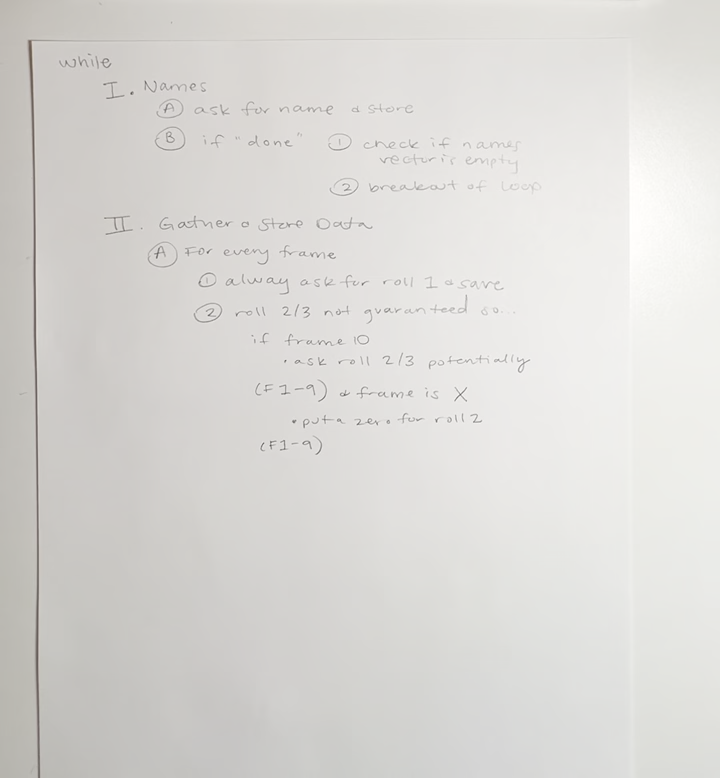 while
I. Names
(A) ask for name & store
(B) if "done" (1) check if names
vector is empty
(2) breakout of loop
II. Gather & Store Data
(A) For every frame
(1) alway ask for roll 1 & save
(2) roll 2/3 not guaranteed so...
if frame 10
• ask roll 2/3 potentially
(F1-9) & frame is X
• put a zero for roll 2
(F1-9)